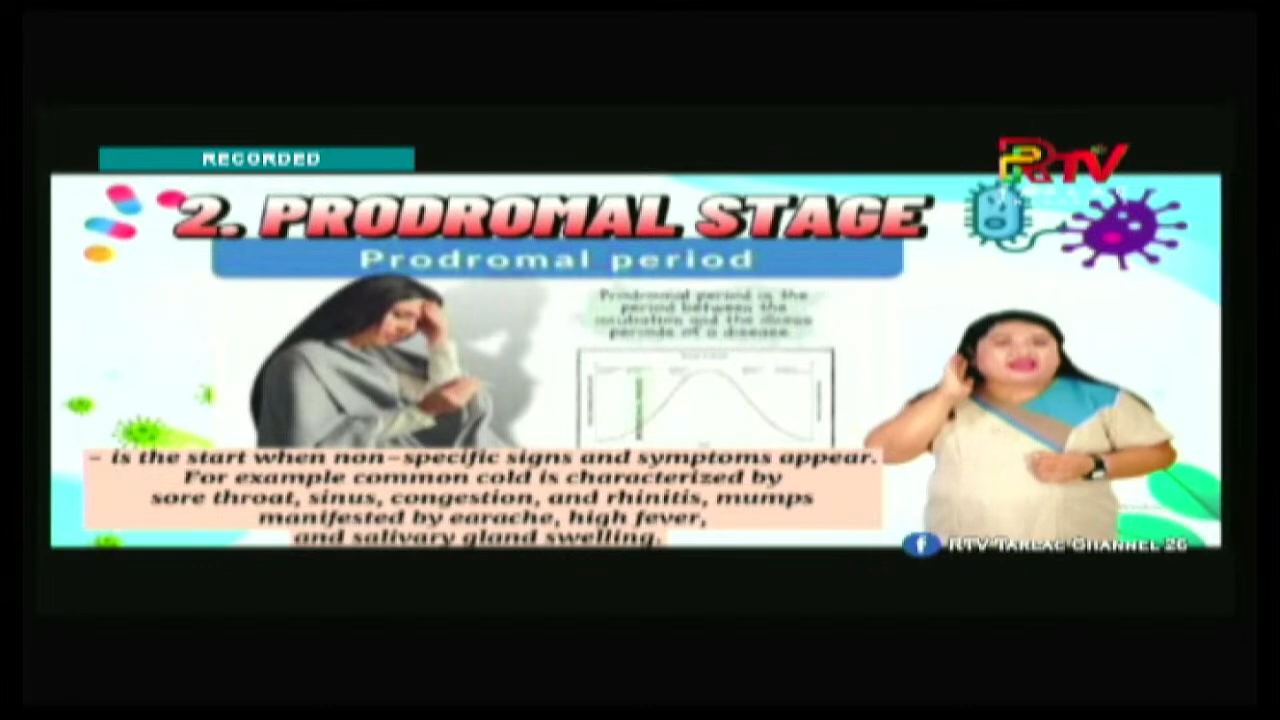 RECORDED
RTV
2. PRODROMAL STAGE
Prodromal period
Prodromal period is the
period between the
incubation and the illness
periods of a disease.
- is the start when non-specific signs and symptoms appear.
For example common cold is characterized by
sore throat, sinus, congestion, and rhinitis, mumps
manifested by earache, high fever,
and salivary gland swelling.
f RTV TARLAC CHANNEL 26